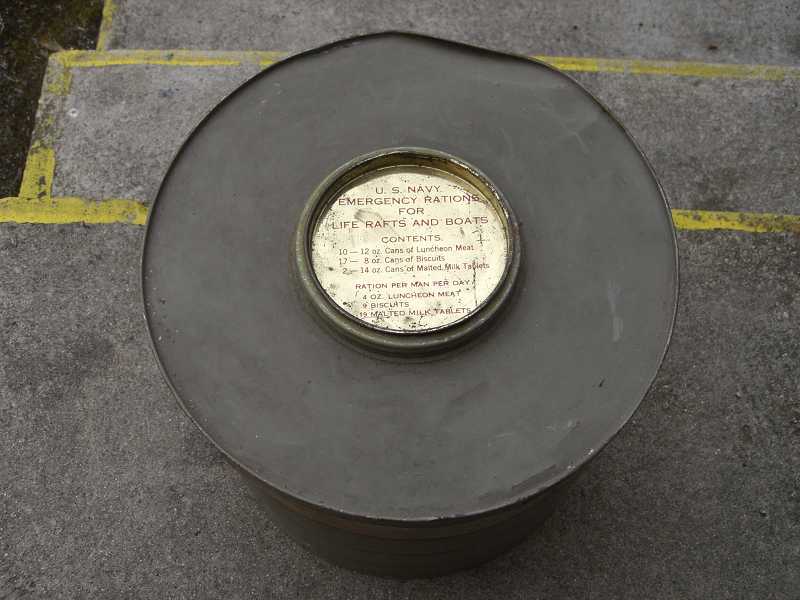 U. S. NAVY.
EMERGENCY RATIONS
FOR
LIFE RAFTS AND BOATS
CONTENTS.
10 — 12 oz. Cans of Luncheon Meat
17 — 8 oz. Cans of Biscuits
2 — 14 oz. Cans of Malted Milk Tablets
RATION PER MAN PER DAY
4 OZ. LUNCHEON MEAT
9 BISCUITS
19 MALTED MILK TABLETS